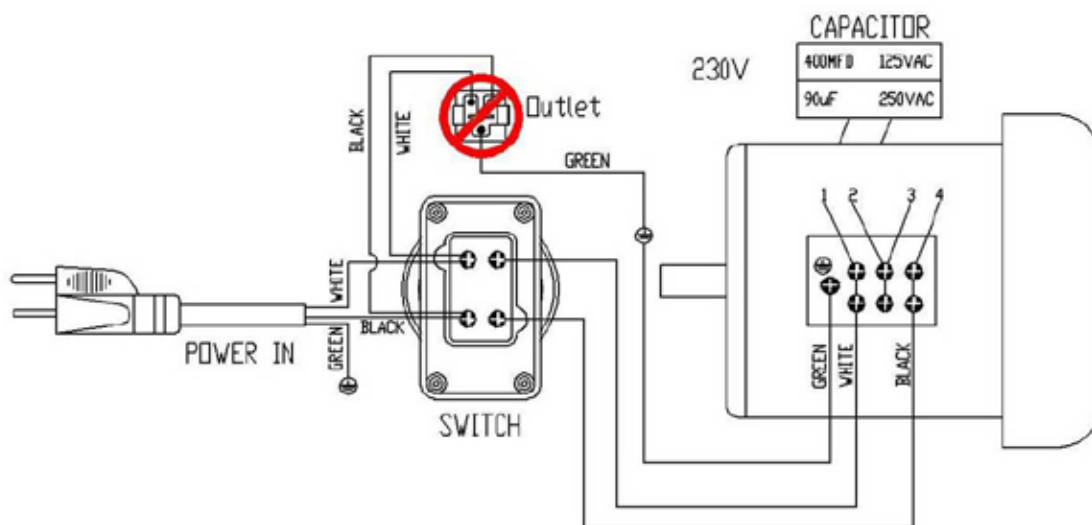 CAPACITOR
400MFD 125VAC
90uF 250VAC
230V
Outlet
BLACK
WHITE
GREEN
1 2 3 4
WHITE
BLACK
GREEN
POWER IN
SWITCH
GREEN
WHITE
BLACK